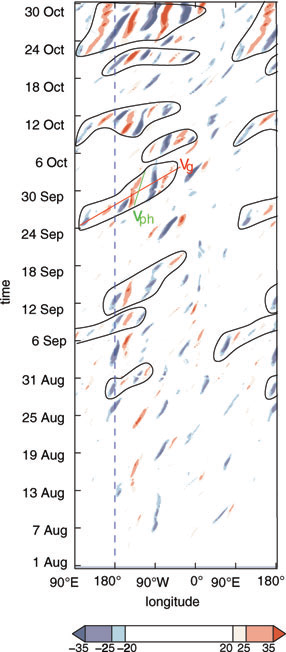 30 Oct
24 Oct
18 Oct
12 Oct
6 Oct
Vg
30 Sep
Vph
24 Sep
18 Sep
time
12 Sep
6 Sep
31 Aug
25 Aug
19 Aug
13 Aug
7 Aug
1 Aug
90°E 180° 90°W 0° 90°E 180°
longitude
−35 −25 −20 20 25 35